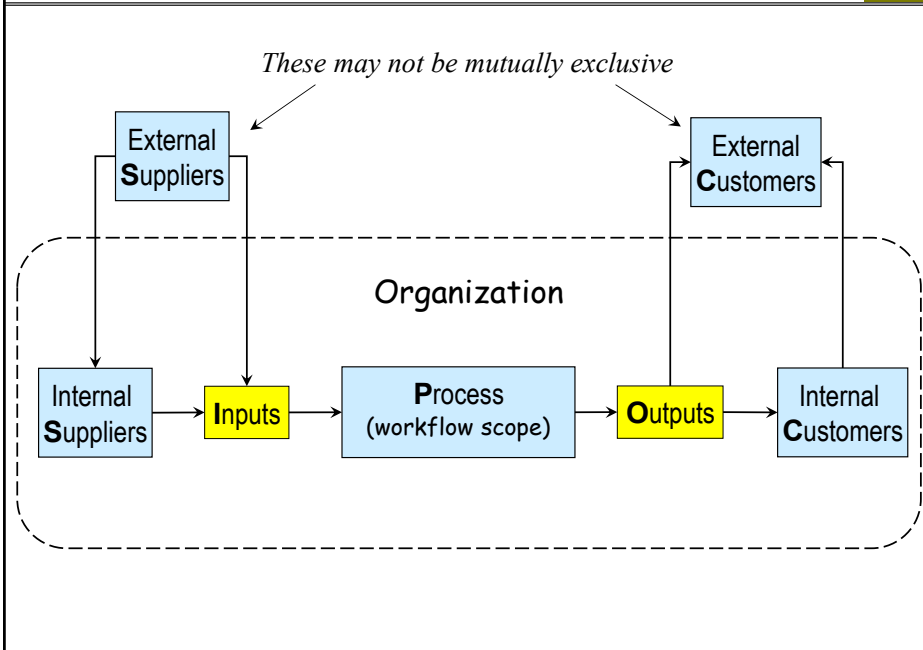 These may not be mutually exclusive
External
Suppliers
External
Customers
Organization
Internal
Suppliers
Inputs
Process
(workflow scope)
Outputs
Internal
Customers